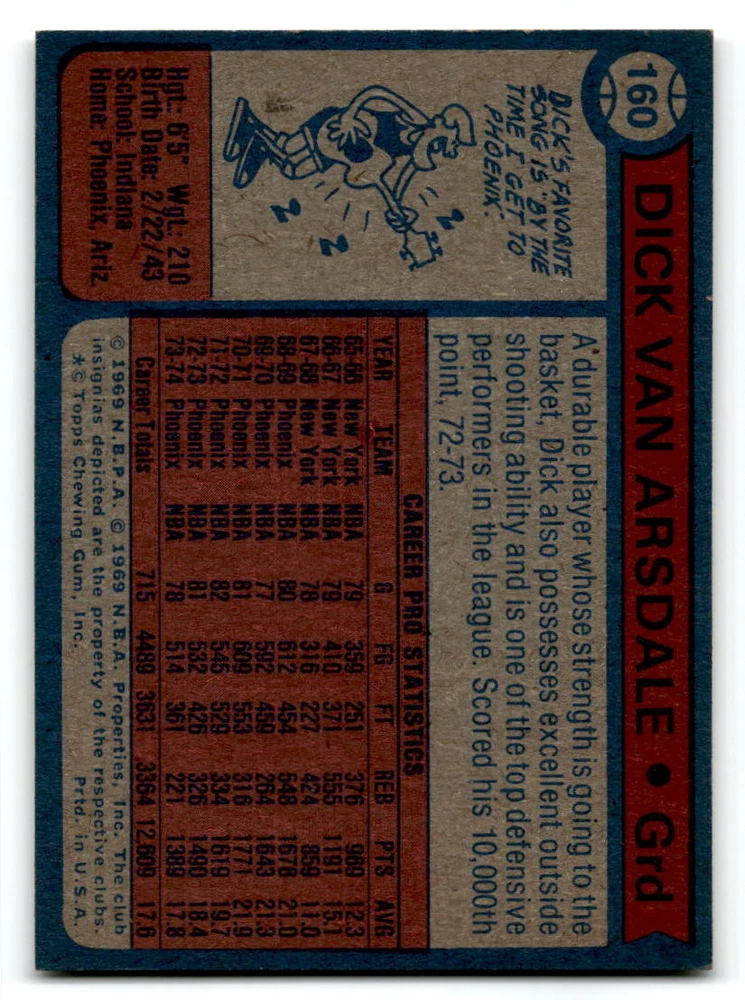 160
DICK VAN ARSDALE • Grd
DICK'S FAVORITE
SONG IS "BY THE
TIME I GET TO
PHOENIX".
Z
Z
Z
Z
Hgt: 6'5" Wgt: 210
Birth Date: 2/22/43
School: Indiana
Home: Phoenix, Ariz.
A durable player whose strength is going to the
basket, Dick also possesses excellent outside
shooting ability and is one of the top defensive
performers in the league. Scored his 10,000th
point, 72-73.
CAREER PRO STATISTICS
YEAR TEAM G FG FT REB PTS AVG
65-66 New York NBA 79 359 251 376 969 12.3
66-67 New York NBA 79 410 371 555 1191 15.1
67-68 New York NBA 78 316 227 424 859 11.0
68-69 Phoenix NBA 80 612 454 548 1678 21.0
69-70 Phoenix NBA 77 592 459 264 1643 21.3
70-71 Phoenix NBA 81 609 553 316 1771 21.9
71-72 Phoenix NBA 82 545 529 334 1619 19.7
72-73 Phoenix NBA 81 532 426 326 1490 18.4
73-74 Phoenix NBA 78 514 361 221 1389 17.8
Career Totals 715 4489 3631 3364 12,609 17.6
© 1969 N.B.P.A. © 1969 N.B.A. Properties, Inc. The club
insignias depicted are the property of the respective clubs.
*© Topps Chewing Gum, Inc. Prtd. in U.S.A.